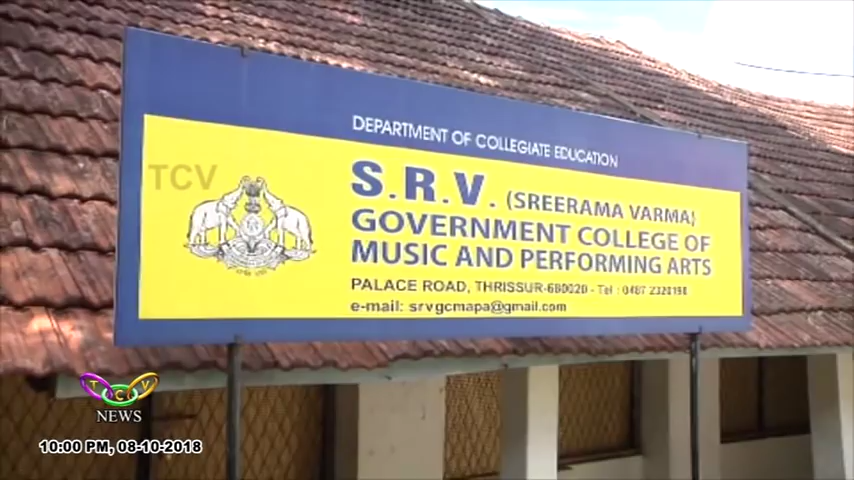 DEPARTMENT OF COLLEGIATE EDUCATION
TCV
S.R.V. (SREERAMA VARMA)
GOVERNMENT COLLEGE OF
MUSIC AND PERFORMING ARTS
PALACE ROAD, THRISSUR-680020 - Tel : 0487 2320198
e-mail: srvgcmapa@gmail.com
TCV
NEWS
10:00 PM, 08-10-2018